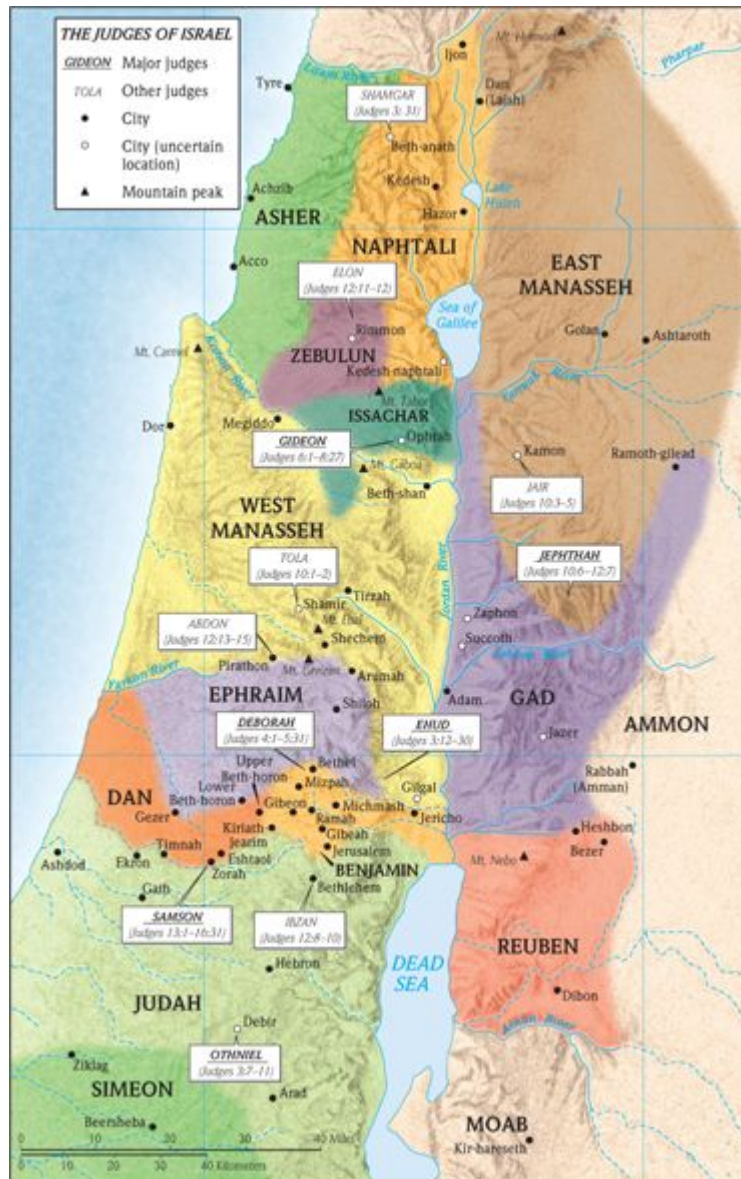 THE JUDGES OF ISRAEL
GIDEON Major judges
TOLA Other judges
City
City (uncertain
location)
Mountain peak
Mt. Hermon
Ijon
Pharpar
Litani River
Tyre
Dan
(Laish)
SHAMGAR
(Judges 3:31)
Beth-anath
Kedesh
Lake
Huleh
Achzib
Hazor
ASHER
NAPHTALI
EAST
MANASSEH
Acco
ELON
(Judges 12:11–12)
Sea of
Galilee
Rimmon
Golan
Ashtaroth
Mt. Carmel
Kishon River
ZEBULUN
Kedesh-naphtali
Mt. Tabor
Yarmuk River
ISSACHAR
Dor
Megiddo
GIDEON
(Judges 6:1–8:27)
Ophrah
Kamon
Ramoth-gilead
Mt. Gilboa
Beth-shan
JAIR
(Judges 10:3–5)
WEST
MANASSEH
TOLA
(Judges 10:1–2)
JEPHTHAH
(Judges 10:6–12:7)
Jordan River
Tirzah
Shamir
Mt. Ebal
Zaphon
ABDON
(Judges 12:13–15)
Shechem
Succoth
Pirathon
Mt. Gerizim
Jabbok River
Yarkon River
Arumah
EPHRAIM
Adam
GAD
Shiloh
AMMON
DEBORAH
(Judges 4:1–5:31)
EHUD
(Judges 3:12–30)
Jazer
Upper
Beth-horon
Bethel
Rabbah
(Amman)
Mizpah
DAN
Lower
Beth-horon
Gilgal
Gezer
Gibeon
Michmash
Ramah
Jericho
Kiriath
Jearim
Gibeah
Heshbon
Timnah
Jerusalem
Bezer
Ashdod
Ekron
Eshtaol
Zorah
BENJAMIN
Mt. Nebo
Bethlehem
Gath
SAMSON
(Judges 13:1–16:31)
IBZAN
(Judges 12:8–10)
REUBEN
DEAD
SEA
Hebron
Dibon
JUDAH
Debir
Arnon River
OTHNIEL
(Judges 3:7–11)
Ziklag
SIMEON
Arad
Beersheba
MOAB
Kir-hareseth
0 10 20 30 40 Miles
0 10 20 30 40 Kilometers